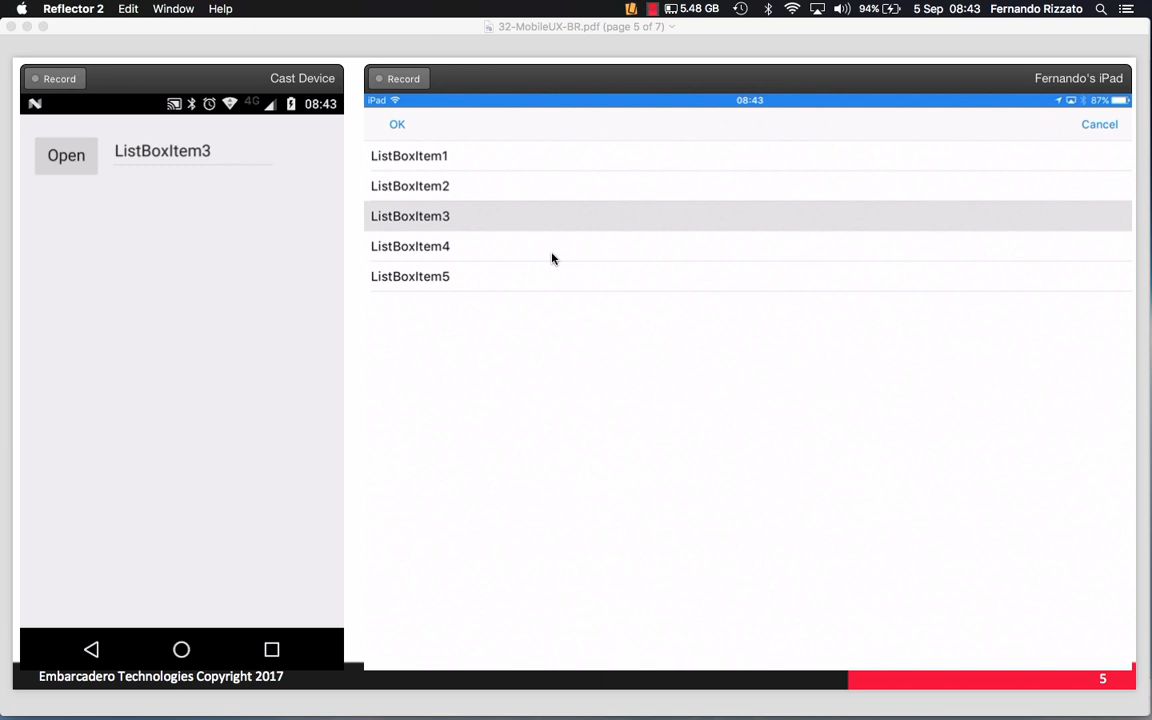 Reflector 2 Edit Window Help 5.48 GB 94% 5 Sep 08:43 Fernando Rizzato
32-MobileUX-BR.pdf (page 5 of 7)
Record Cast Device
4G 08:43
Open ListBoxItem3
Record Fernando's iPad
iPad 08:43 87%
OK Cancel
ListBoxItem1
ListBoxItem2
ListBoxItem3
ListBoxItem4
ListBoxItem5
Embarcadero Technologies Copyright 2017 5